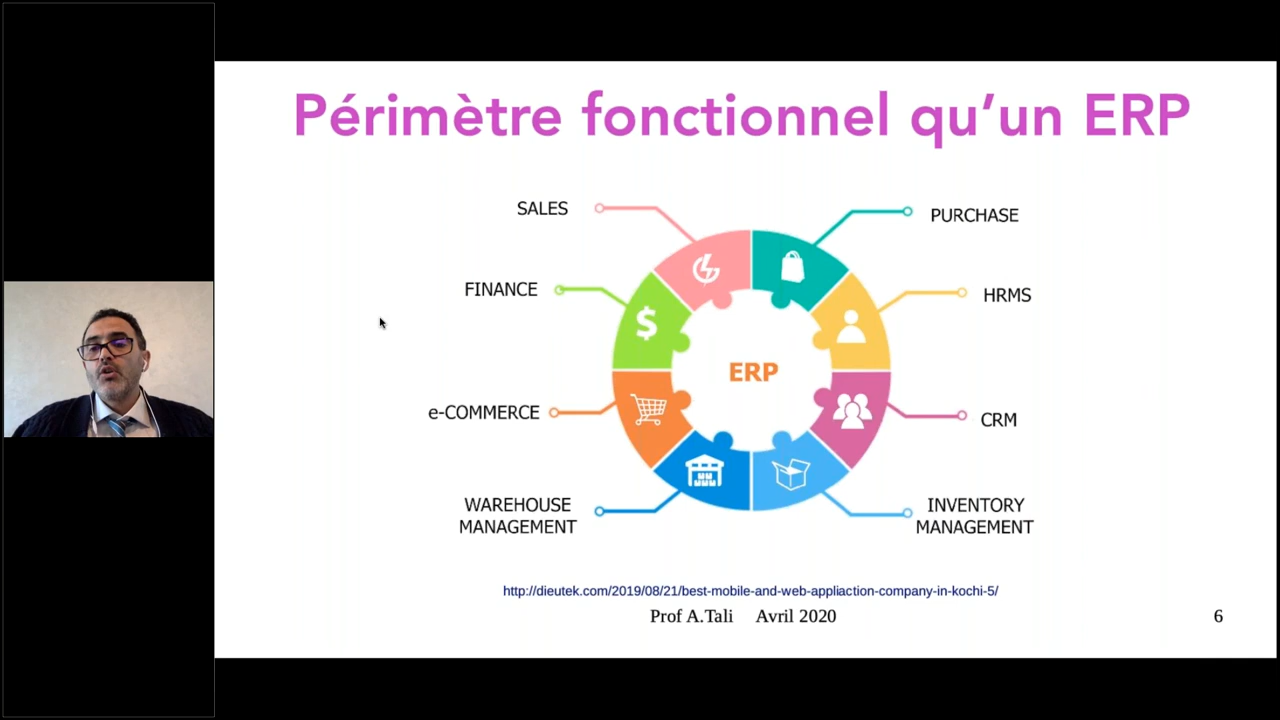 Périmètre fonctionnel qu’un ERP
SALES
PURCHASE
FINANCE
HRMS
$
ERP
e-COMMERCE
CRM
WAREHOUSE
MANAGEMENT
INVENTORY
MANAGEMENT
http://dieutek.com/2019/08/21/best-mobile-and-web-appliaction-company-in-kochi-5/
Prof A.Tali Avril 2020
6